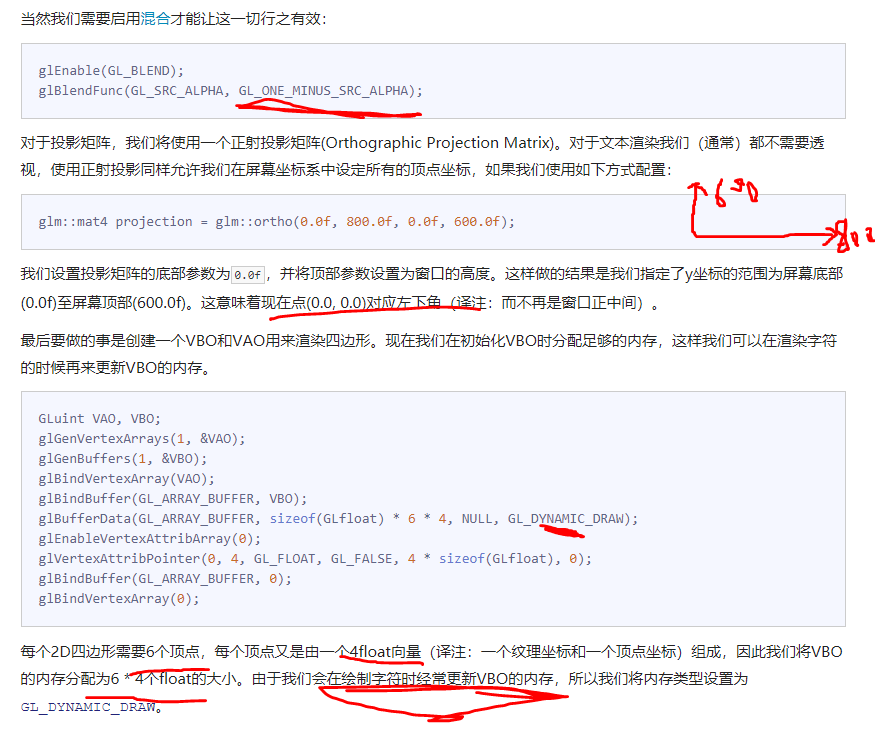 当然我们需要启用混合才能让这一切行之有效：
glEnable(GL_BLEND);
glBlendFunc(GL_SRC_ALPHA, GL_ONE_MINUS_SRC_ALPHA);
对于投影矩阵，我们将使用一个正射投影矩阵(Orthographic Projection Matrix)。对于文本渲染我们（通常）都不需要透
视，使用正射投影同样允许我们在屏幕坐标系中设定所有的顶点坐标，如果我们使用如下方式配置：
600
glm::mat4 projection = glm::ortho(0.0f, 800.0f, 0.0f, 600.0f);
800
我们设置投影矩阵的底部参数为0.0f，并将顶部参数设置为窗口的高度。这样做的结果是我们指定了y坐标的范围为屏幕底部
(0.0f)至屏幕顶部(600.0f)。这意味着现在点(0.0, 0.0)对应左下角（译注：而不再是窗口正中间）。
最后要做的事是创建一个VBO和VAO用来渲染四边形。现在我们在初始化VBO时分配足够的内存，这样我们可以在渲染字符
的时候再来更新VBO的内存。
GLuint VAO, VBO;
glGenVertexArrays(1, &VAO);
glGenBuffers(1, &VBO);
glBindVertexArray(VAO);
glBindBuffer(GL_ARRAY_BUFFER, VBO);
glBufferData(GL_ARRAY_BUFFER, sizeof(GLfloat) * 6 * 4, NULL, GL_DYNAMIC_DRAW);
glEnableVertexAttribArray(0);
glVertexAttribPointer(0, 4, GL_FLOAT, GL_FALSE, 4 * sizeof(GLfloat), 0);
glBindBuffer(GL_ARRAY_BUFFER, 0);
glBindVertexArray(0);
每个2D四边形需要6个顶点，每个顶点又是由一个4float向量（译注：一个纹理坐标和一个顶点坐标）组成，因此我们将VBO
的内存分配为6 * 4个float的大小。由于我们会在绘制字符时经常更新VBO的内存，所以我们将内存类型设置为
GL_DYNAMIC_DRAW。